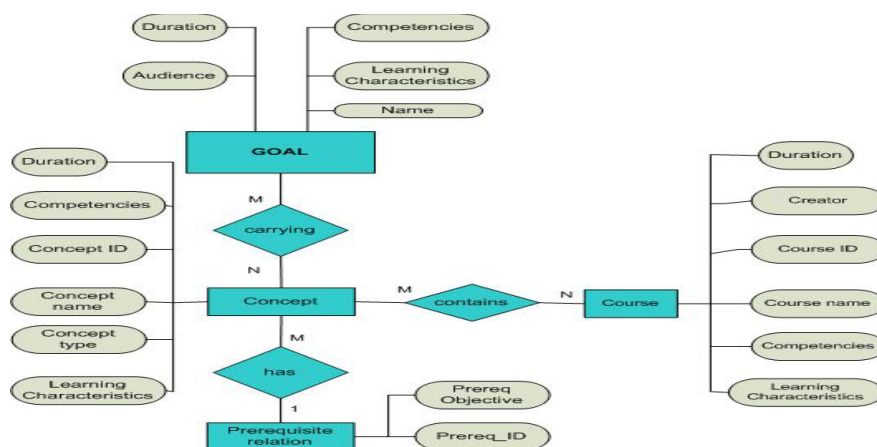 Duration
Competencies
Audience
Learning
Characteristics
Name
GOAL
Duration
Competencies
Concept ID
Concept
name
Concept
type
Learning
Characteristics
M
carrying
N
Concept
M
contains
N
Course
Duration
Creator
Course ID
Course name
Competencies
Learning
Characteristics
M
has
1
Prerequisite
relation
Prereq
Objective
Prereq_ID